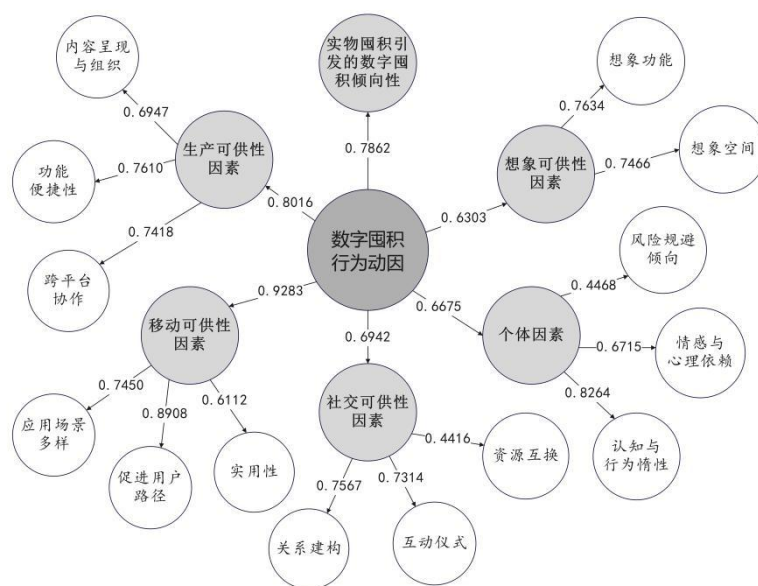 内容呈现
与组织
0.6947
功能
便捷性
0.7610
跨平台
协作
0.7418
生产可供性
因素
0.8016
实物囤积引
发的数字囤
积倾向性
0.7862
想象功能
0.7634
想象空间
0.7466
想象可供性
因素
0.6303
数字囤积
行为动因
风险规避
倾向
0.4468
情感与
心理依赖
0.6715
认知与
行为惰性
0.8264
个体因素
0.6675
0.9283
移动可供性
因素
0.7450
应用场景
多样
0.8908
促进用户
路径
0.6112
实用性
0.6942
社交可供性
因素
0.4416
资源互换
0.7314
互动仪式
0.7567
关系建构